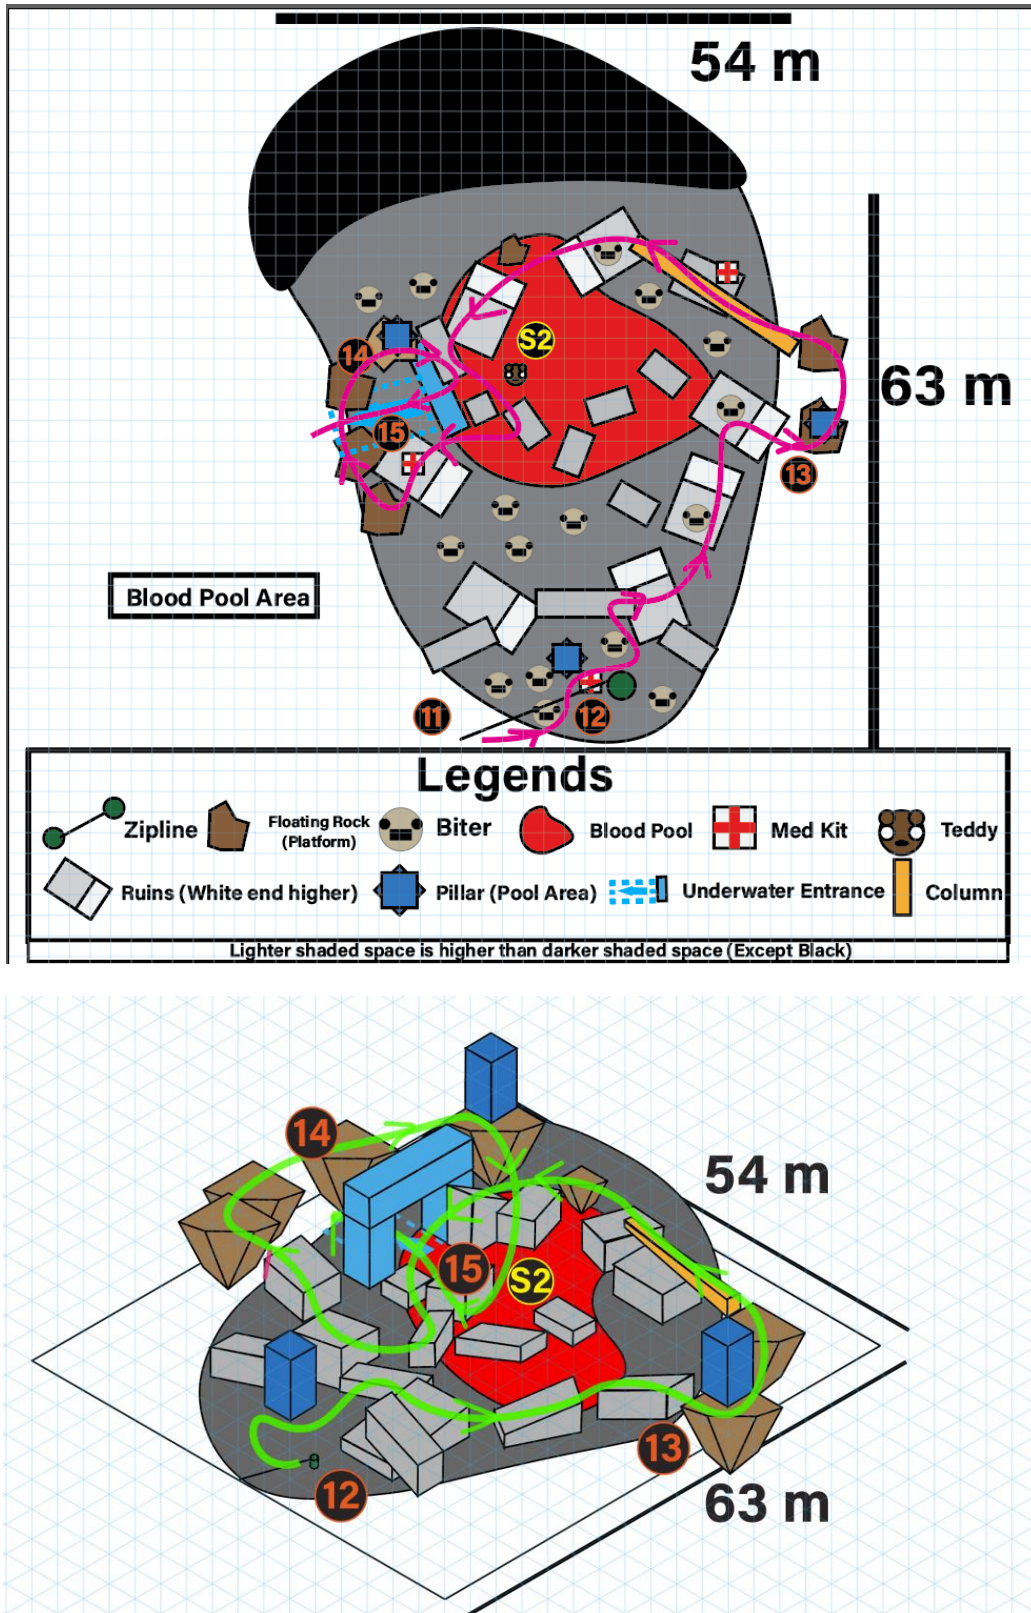 54 m
S2
14
63 m
15
13
Blood Pool Area
11
12
Legends
Zipline
Floating Rock
(Platform)
Biter
Blood Pool
Med Kit
Teddy
Ruins (White end higher)
Pillar (Pool Area)
Underwater Entrance
Column
Lighter shaded space is higher than darker shaded space (Except Black)
14
54 m
15
S2
13
12
63 m